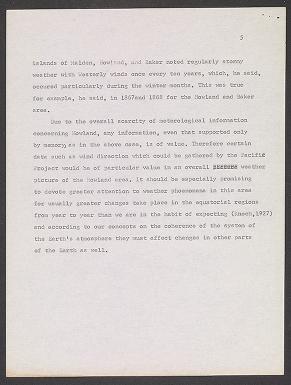 5
islands of Malden, Howland, and Baker noted regularly stormy
weather with Westerly winds once every ten years, which, he said,
occured particularly during the winter months. This was true
for example, he said, in 1867and 1868 for the Howland and Baker
area.
Due to the overall scarcity of meterological information
concerning Howland, any information, even that supported only
by memory,as in the above case, is of value. Therefore certain
data such as wind direction which could be gathered by the Pacific
Project would be of particular value in an overall weather
picture of the Howland area. It should be especially promising
to devote greater attention to weather phenomena in this area
for usually greater changes take place in the equatorial regions
from year to year than we are in the habit of expecting
and according to our concepts on the coherence of the system of
the Earth's atmosphere they must affect changes in other parts
of the Earth as well.